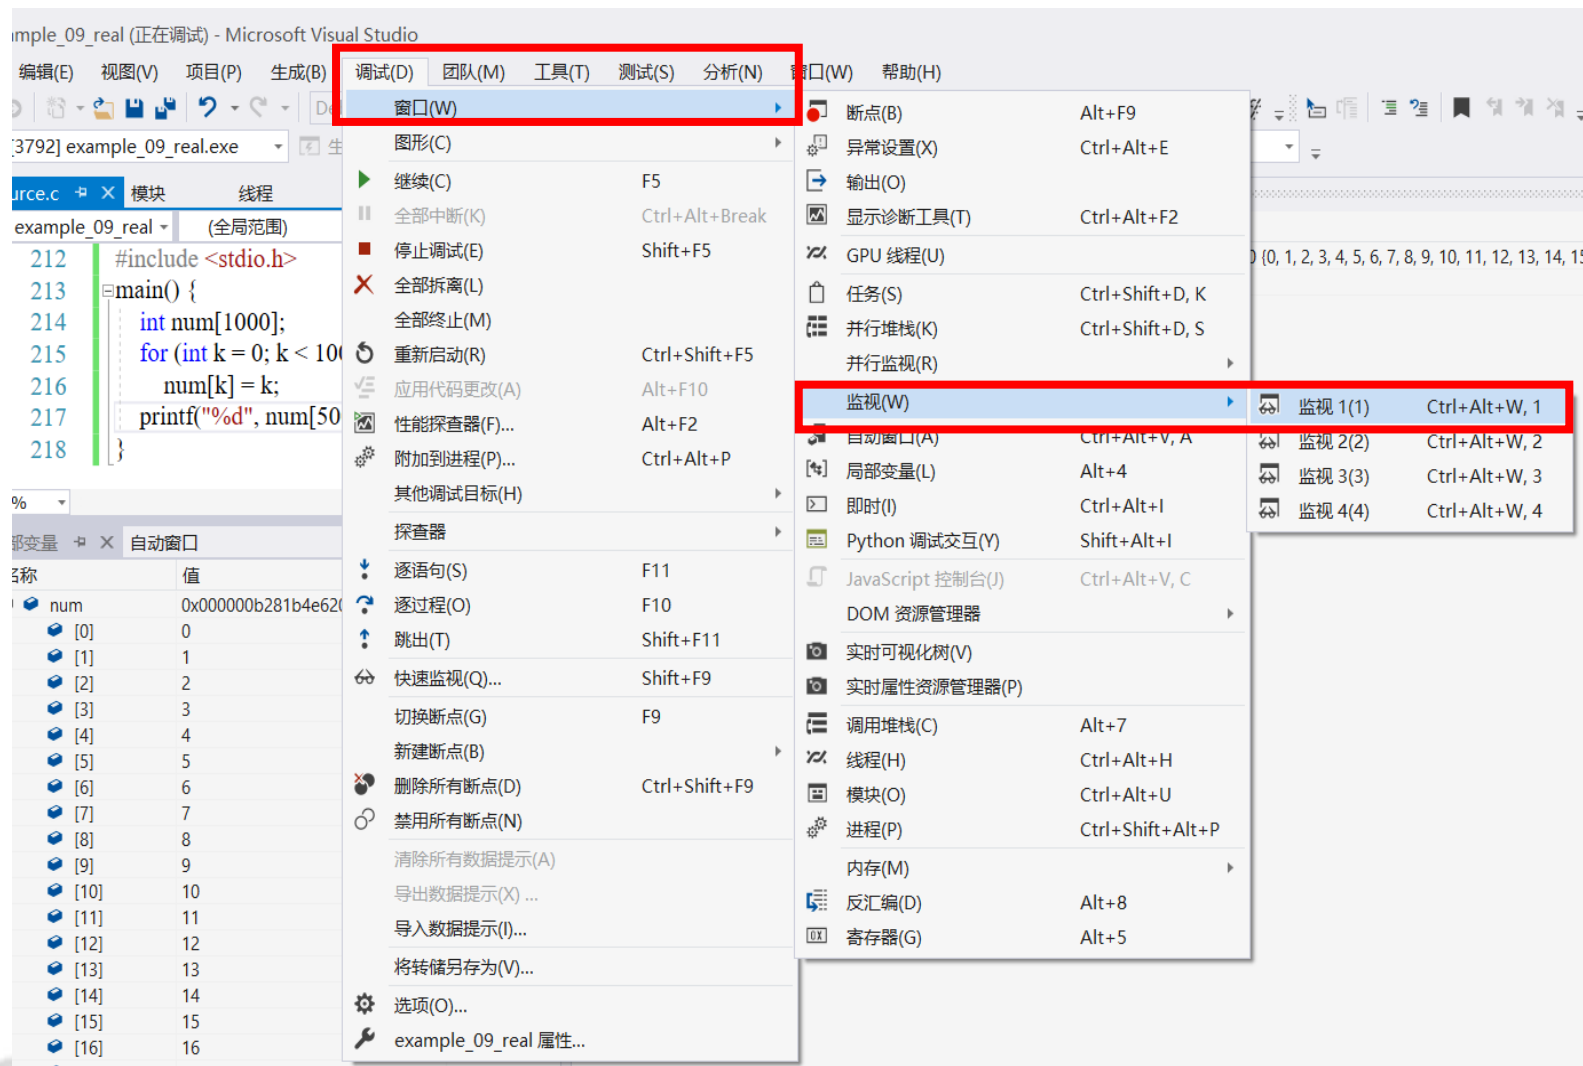 mple_09_real (正在调试) - Microsoft Visual Studio
编辑(E) 视图(V) 项目(P) 生成(B) 调试(D) 团队(M) 工具(T) 测试(S) 分析(N) 窗口(W) 帮助(H)
[3792] example_09_real.exe 生
urce.c 模块 线程
example_09_real (全局范围)
212 #include <stdio.h>
213 main() {
214 int num[1000];
215 for (int k = 0; k < 100
216 num[k] = k;
217 printf("%d", num[50
218 }
%
部变量 自动窗口
名称 值
num 0x000000b281b4e620
[0] 0
[1] 1
[2] 2
[3] 3
[4] 4
[5] 5
[6] 6
[7] 7
[8] 8
[9] 9
[10] 10
[11] 11
[12] 12
[13] 13
[14] 14
[15] 15
[16] 16
窗口(W)
图形(C)
继续(C) F5
全部中断(K) Ctrl+Alt+Break
停止调试(E) Shift+F5
全部拆离(L)
全部终止(M)
重新启动(R) Ctrl+Shift+F5
应用代码更改(A) Alt+F10
性能探查器(F)... Alt+F2
附加到进程(P)... Ctrl+Alt+P
其他调试目标(H)
探查器
逐语句(S) F11
逐过程(O) F10
跳出(T) Shift+F11
快速监视(Q)... Shift+F9
切换断点(G) F9
新建断点(B)
删除所有断点(D) Ctrl+Shift+F9
禁用所有断点(N)
清除所有数据提示(A)
导出数据提示(X) ...
导入数据提示(I)...
将转储另存为(V)...
选项(O)...
example_09_real 属性...
断点(B) Alt+F9
异常设置(X) Ctrl+Alt+E
输出(O)
显示诊断工具(T) Ctrl+Alt+F2
GPU 线程(U)
任务(S) Ctrl+Shift+D, K
并行堆栈(K) Ctrl+Shift+D, S
并行监视(R)
监视(W)
自动窗口(A) Ctrl+Alt+V, A
局部变量(L) Alt+4
即时(I) Ctrl+Alt+I
Python 调试交互(Y) Shift+Alt+I
JavaScript 控制台(J) Ctrl+Alt+V, C
DOM 资源管理器
实时可视化树(V)
实时属性资源管理器(P)
调用堆栈(C) Alt+7
线程(H) Ctrl+Alt+H
模块(O) Ctrl+Alt+U
进程(P) Ctrl+Shift+Alt+P
内存(M)
反汇编(D) Alt+8
寄存器(G) Alt+5
监视 1(1) Ctrl+Alt+W, 1
监视 2(2) Ctrl+Alt+W, 2
监视 3(3) Ctrl+Alt+W, 3
监视 4(4) Ctrl+Alt+W, 4
{0, 1, 2, 3, 4, 5, 6, 7, 8, 9, 10, 11, 12, 13, 14, 15